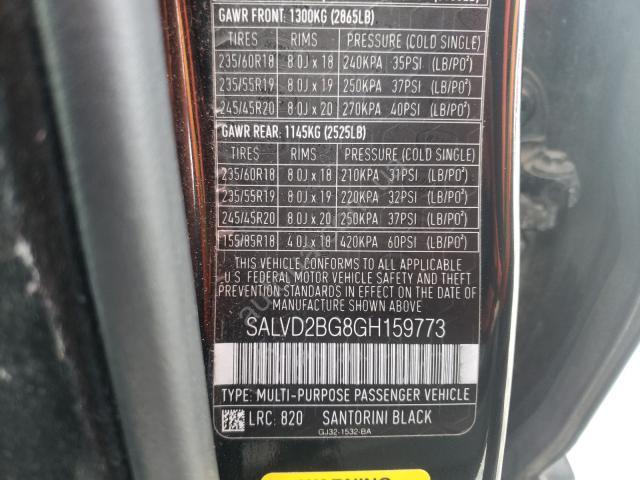 GAWR FRONT: 1300KG (2865LB)
TIRES RIMS PRESSURE (COLD SINGLE)
235/60R18 8.0J x 18 240KPA 35PSI (LB/PO²)
235/55R19 8.0J x 19 250KPA 37PSI (LB/PO²)
245/45R20 8.0J x 20 270KPA 40PSI (LB/PO²)
GAWR REAR: 1145KG (2525LB)
TIRES RIMS PRESSURE (COLD SINGLE)
235/60R18 8.0J x 18 210KPA 31PSI (LB/PO²)
235/55R19 8.0J x 19 220KPA 32PSI (LB/PO²)
245/45R20 8.0J x 20 250KPA 37PSI (LB/PO²)
155/85R18 4.0J x 18 420KPA 60PSI (LB/PO²)
THIS VEHICLE CONFORMS TO ALL APPLICABLE
U.S. FEDERAL MOTOR VEHICLE SAFETY AND THEFT
PREVENTION STANDARDS IN EFFECT ON THE DATE OF
MANUFACTURE SHOWN ABOVE.
SALVD2BG8GH159773
TYPE: MULTI-PURPOSE PASSENGER VEHICLE
LRC: 820 SANTORINI BLACK
GJ32-1532-BA
WARNING